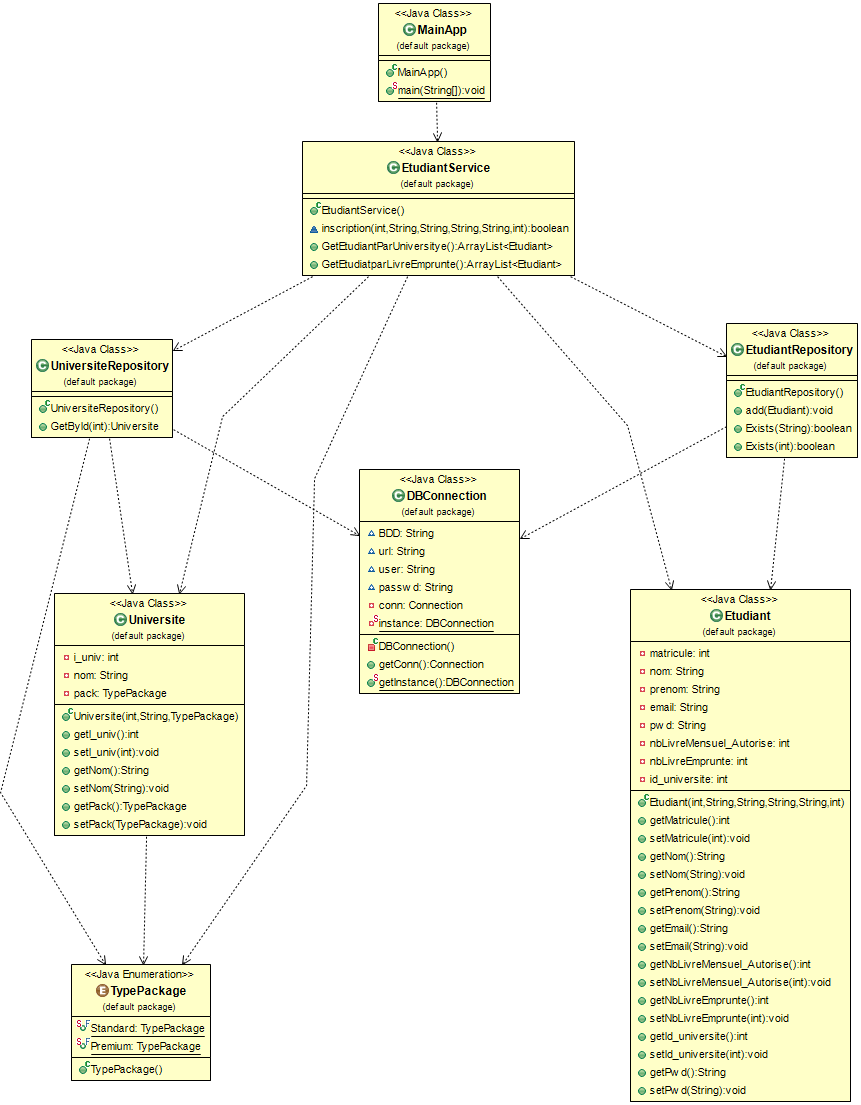 <<Java Class>>
MainApp
(default package)
MainApp()
main(String[]):void
<<Java Class>>
EtudiantService
(default package)
EtudiantService()
inscription(int,String,String,String,String,int):boolean
GetEtudiantParUniversitye():ArrayList<Etudiant>
GetEtudiatparLivreEmprunte():ArrayList<Etudiant>
<<Java Class>>
UniversiteRepository
(default package)
UniversiteRepository()
GetById(int):Universite
<<Java Class>>
EtudiantRepository
(default package)
EtudiantRepository()
add(Etudiant):void
Exists(String):boolean
Exists(int):boolean
<<Java Class>>
DBConnection
(default package)
BDD: String
url: String
user: String
passwd: String
conn: Connection
instance: DBConnection
DBConnection()
getConn():Connection
getInstance():DBConnection
<<Java Class>>
Universite
(default package)
i_univ: int
nom: String
pack: TypePackage
Universite(int,String,TypePackage)
getI_univ():int
setI_univ(int):void
getNom():String
setNom(String):void
getPack():TypePackage
setPack(TypePackage):void
<<Java Class>>
Etudiant
(default package)
matricule: int
nom: String
prenom: String
email: String
pwd: String
nbLivreMensuel_Autorise: int
nbLivreEmprunte: int
id_universite: int
Etudiant(int,String,String,String,String,int)
getMatricule():int
setMatricule(int):void
getNom():String
setNom(String):void
getPrenom():String
setPrenom(String):void
getEmail():String
setEmail(String):void
getNbLivreMensuel_Autorise():int
setNbLivreMensuel_Autorise(int):void
getNbLivreEmprunte():int
setNbLivreEmprunte(int):void
getId_universite():int
setId_universite(int):void
getPwd():String
setPwd(String):void
<<Java Enumeration>>
TypePackage
(default package)
Standard: TypePackage
Premium: TypePackage
TypePackage()